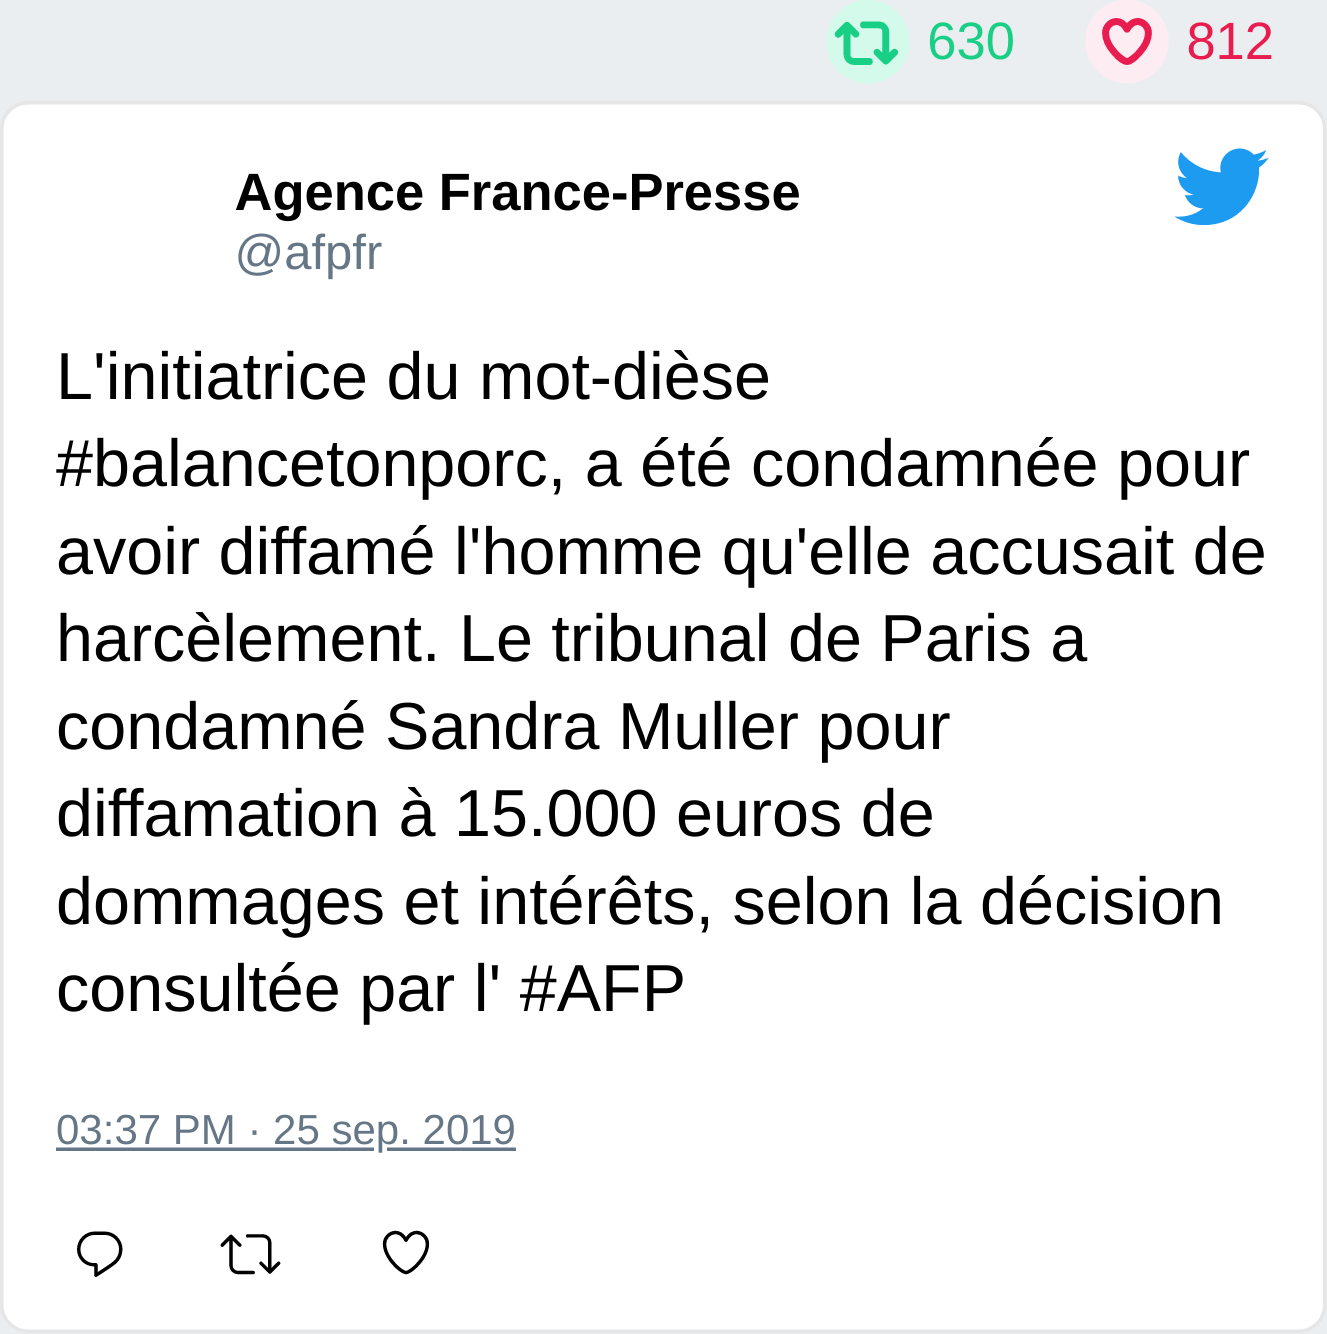 630 812
Agence France-Presse
@afpfr
L'initiatrice du mot-dièse
#balancetonporc, a été condamnée pour
avoir diffamé l'homme qu'elle accusait de
harcèlement. Le tribunal de Paris a
condamné Sandra Muller pour
diffamation à 15.000 euros de
dommages et intérêts, selon la décision
consultée par l' #AFP
03:37 PM · 25 sep. 2019